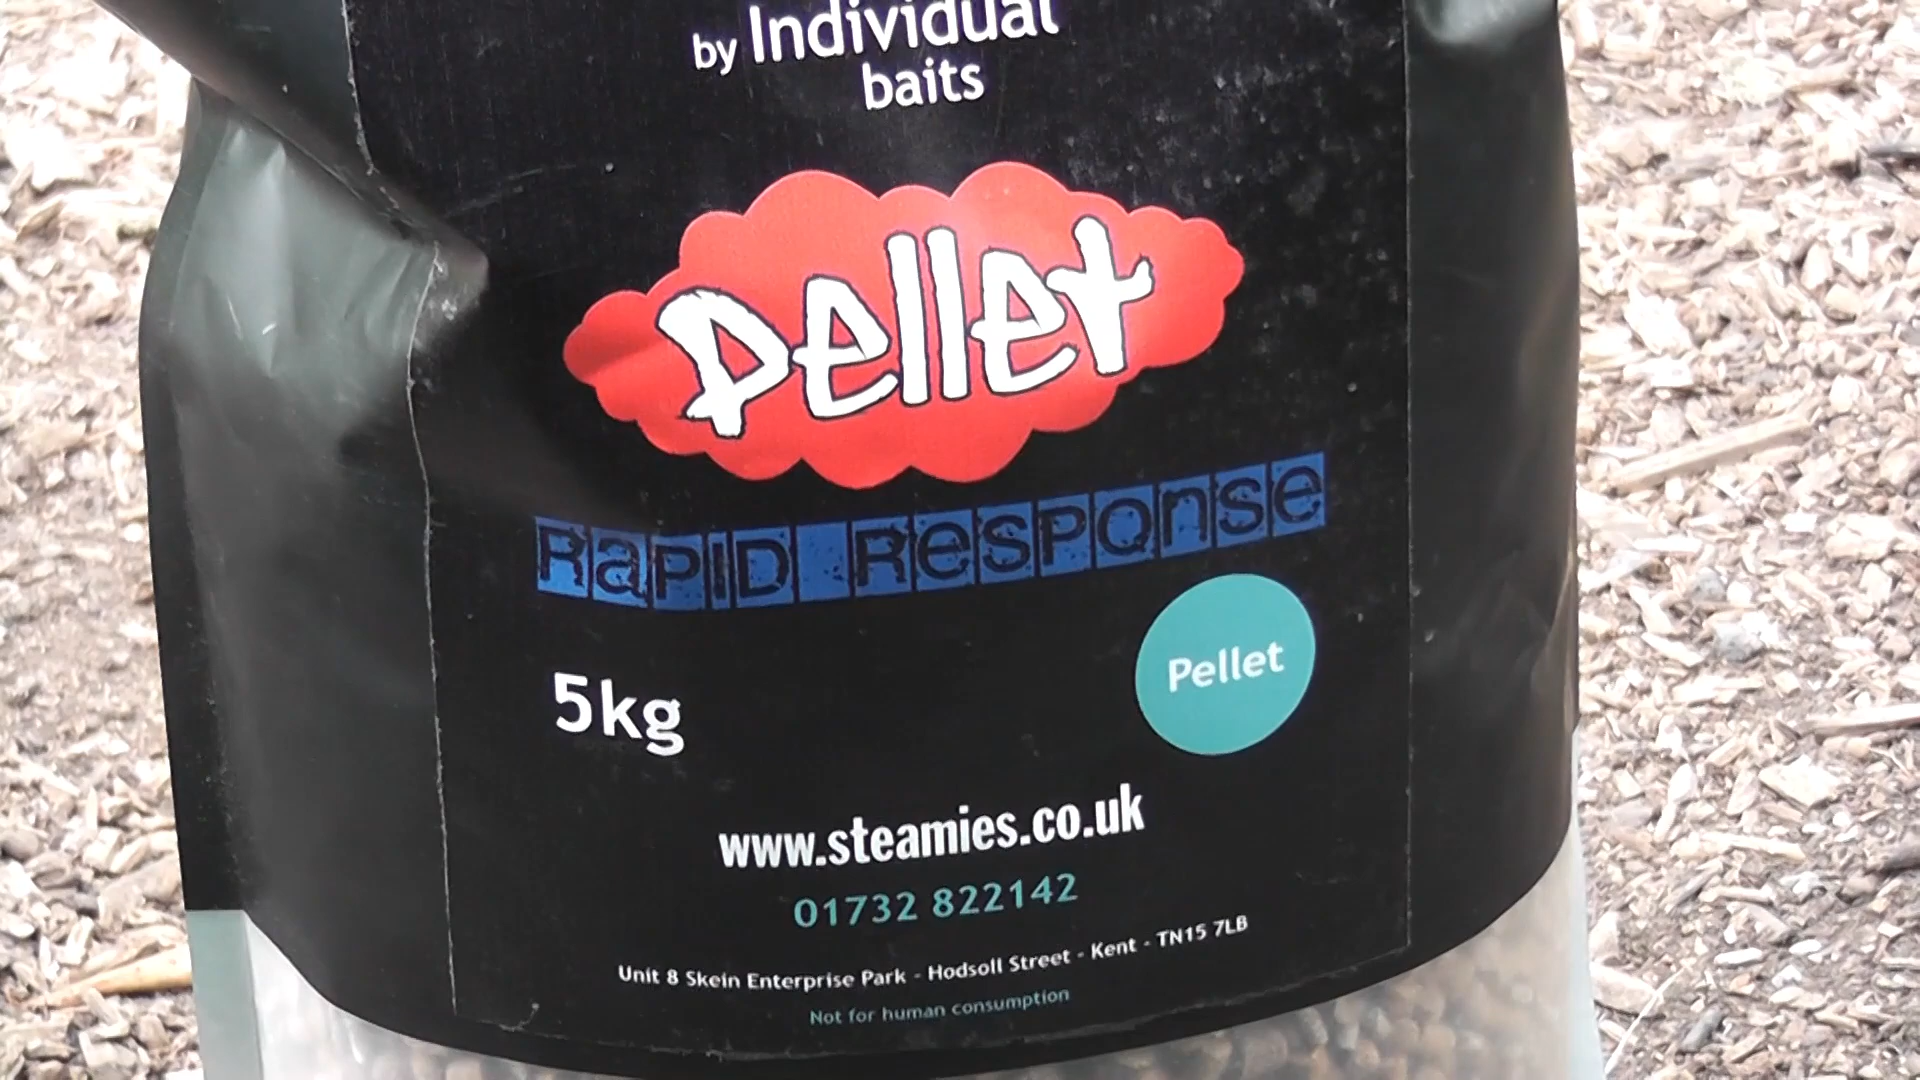 by Individual
baits
Pellet
Rapid Response
5kg
Pellet
www.steamies.co.uk
01732 822142
Unit 8 Skein Enterprise Park - Hodsoll Street - Kent - TN15 7LB
Not for human consumption